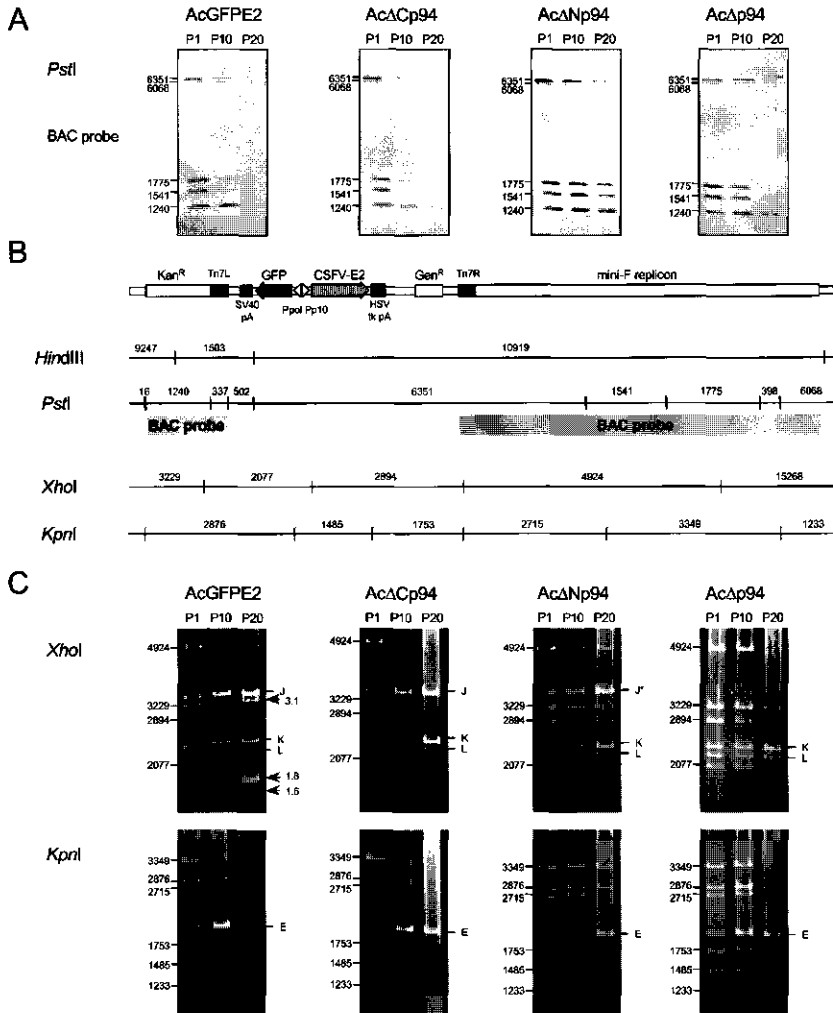 A
AcGFPE2 AcΔCp94 AcΔNp94 AcΔp94
P1 P10 P20 P1 P10 P20 P1 P10 P20 P1 P10 P20
PstI
BAC probe
6351 6351 6351 6351
6068 6068 6068 6068
1775 1775 1775 1775
1541 1541 1541 1541
1240 1240 1240 1240
B
KanR Tn7L GFP CSFV-E2 GenR Tn7R mini-F replicon
SV40 pA Ppol Pp10 HSV tk pA
HindIII 9247 1503 10919
PstI 16 1240 337 502 6351 1541 1775 398 6068
BAC probe BAC probe
XhoI 3229 2077 2894 4924 15268
KpnI 2876 1485 1753 2715 3348 1233
C
AcGFPE2 AcΔCp94 AcΔNp94 AcΔp94
P1 P10 P20 P1 P10 P20 P1 P10 P20 P1 P10 P20
XhoI
4924 4924 4924 4924
J J J*
3.1
3229 3229 3229 3229
2894 2894 2894 2894
K K K K
L L L L
2077 2077 2077 2077
1.8
1.6
KpnI
3348 3349 3349 3349
2876 2876 2876 2876
2715 2715 2715 2715
E E E E
1753 1753 1753 1753
1485 1485 1485 1485
1233 1233 1233 1233